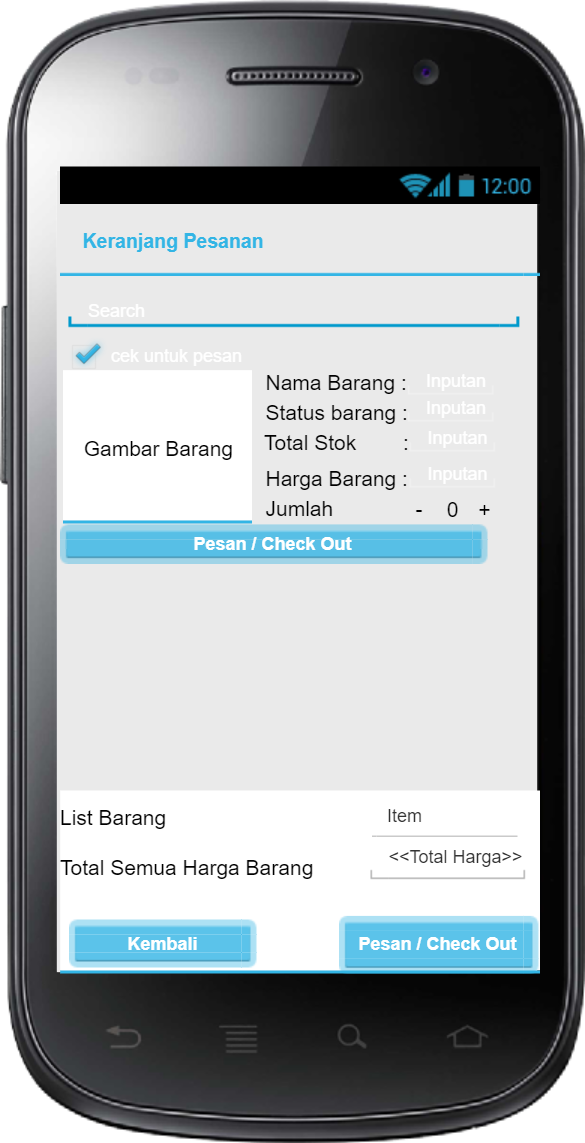 12:00
Keranjang Pesanan
Search
cek untuk pesan
Gambar Barang
Nama Barang : Inputan
Status barang : Inputan
Total Stok : Inputan
Harga Barang : Inputan
Jumlah - 0 +
Pesan / Check Out
List Barang Item
Total Semua Harga Barang <<Total Harga>>
Kembali Pesan / Check Out